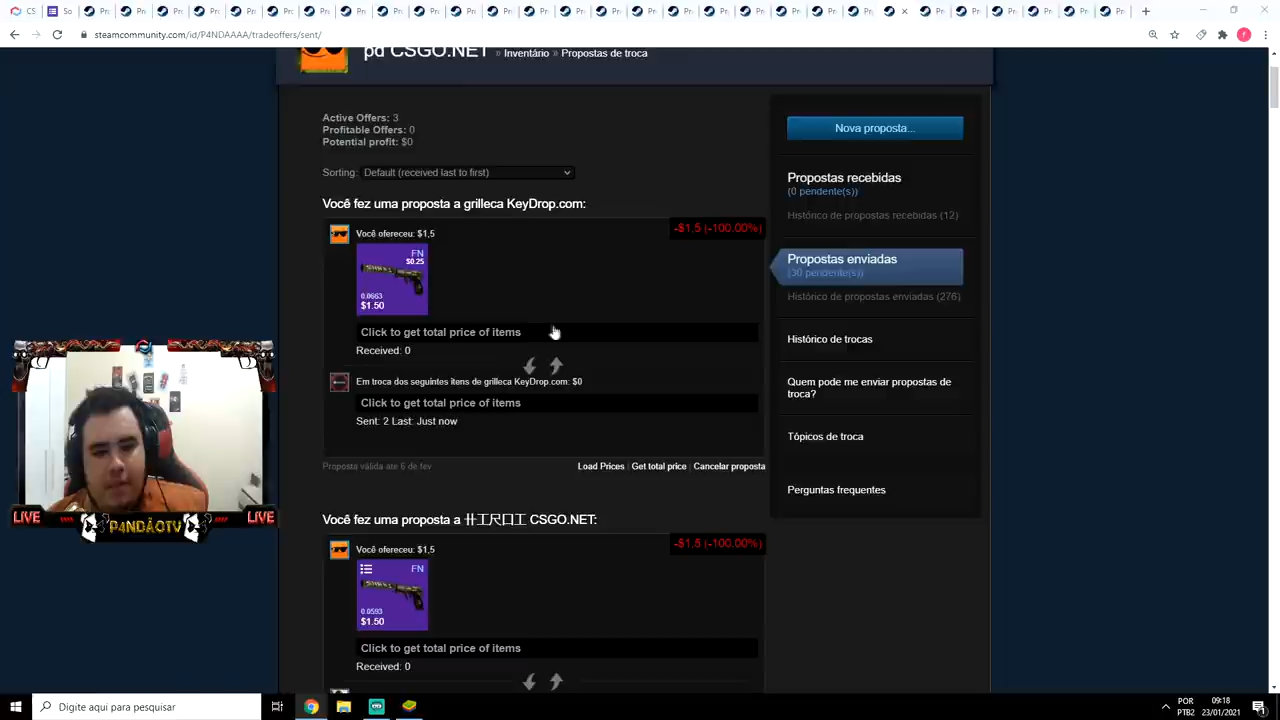 steamcommunity.com/id/P4NDAAAA/tradeoffers/sent/
pd CSGO.NET » Inventário » Propostas de troca
Active Offers: 3
Profitable Offers: 0
Potential profit: $0
Sorting: Default (received last to first)
Você fez uma proposta a grilleca KeyDrop.com:
-$1.5 (-100.00%)
Você ofereceu: $1,5
FN
$0.25
0.0663
$1.50
Click to get total price of items
Received: 0
Em troca dos seguintes itens de grilleca KeyDrop.com: $0
Click to get total price of items
Sent: 2 Last: Just now
Proposta válida até 6 de fev
Load Prices | Get total price | Cancelar proposta
Você fez uma proposta a 卄工尺口工 CSGO.NET:
-$1.5 (-100.00%)
Você ofereceu: $1,5
FN
0.0593
$1.50
Click to get total price of items
Received: 0
Nova proposta...
Propostas recebidas
(0 pendente(s))
Histórico de propostas recebidas (12)
Propostas enviadas
(30 pendente(s))
Histórico de propostas enviadas (276)
Histórico de trocas
Quem pode me enviar propostas de
troca?
Tópicos de troca
Perguntas frequentes
LIVE
P4NDÃOTV
LIVE
Digite aqui para pesquisar
POR
PTB2
09:18
23/01/2021